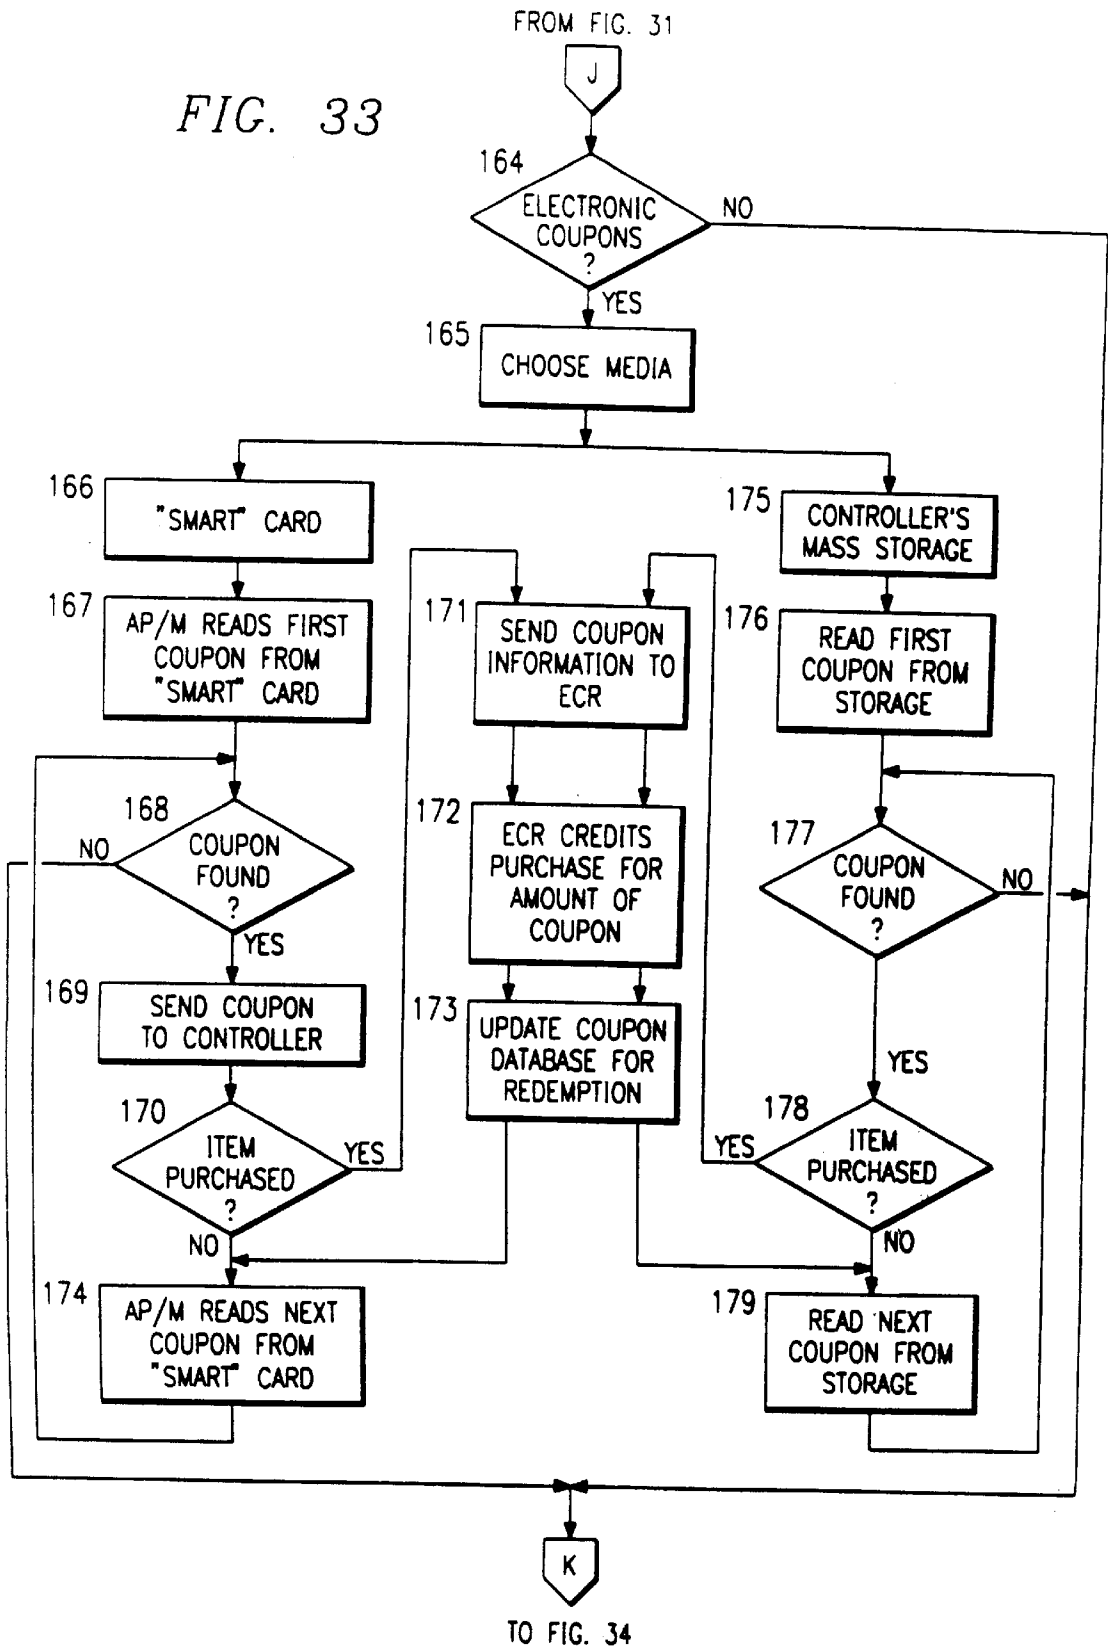 FROM FIG. 31
J
FIG. 33
164
ELECTRONIC
COUPONS
?
NO
YES
165
CHOOSE MEDIA
166
"SMART" CARD
175
CONTROLLER'S
MASS STORAGE
167
AP/M READS FIRST
COUPON FROM
"SMART" CARD
171
SEND COUPON
INFORMATION TO
ECR
176
READ FIRST
COUPON FROM
STORAGE
168
COUPON
FOUND
?
NO
YES
172
ECR CREDITS
PURCHASE FOR
AMOUNT OF
COUPON
177
COUPON
FOUND
?
NO
YES
169
SEND COUPON
TO CONTROLLER
173
UPDATE COUPON
DATABASE FOR
REDEMPTION
170
ITEM
PURCHASED
?
YES
NO
178
ITEM
PURCHASED
?
YES
NO
174
AP/M READS NEXT
COUPON FROM
"SMART" CARD
179
READ NEXT
COUPON FROM
STORAGE
K
TO FIG. 34